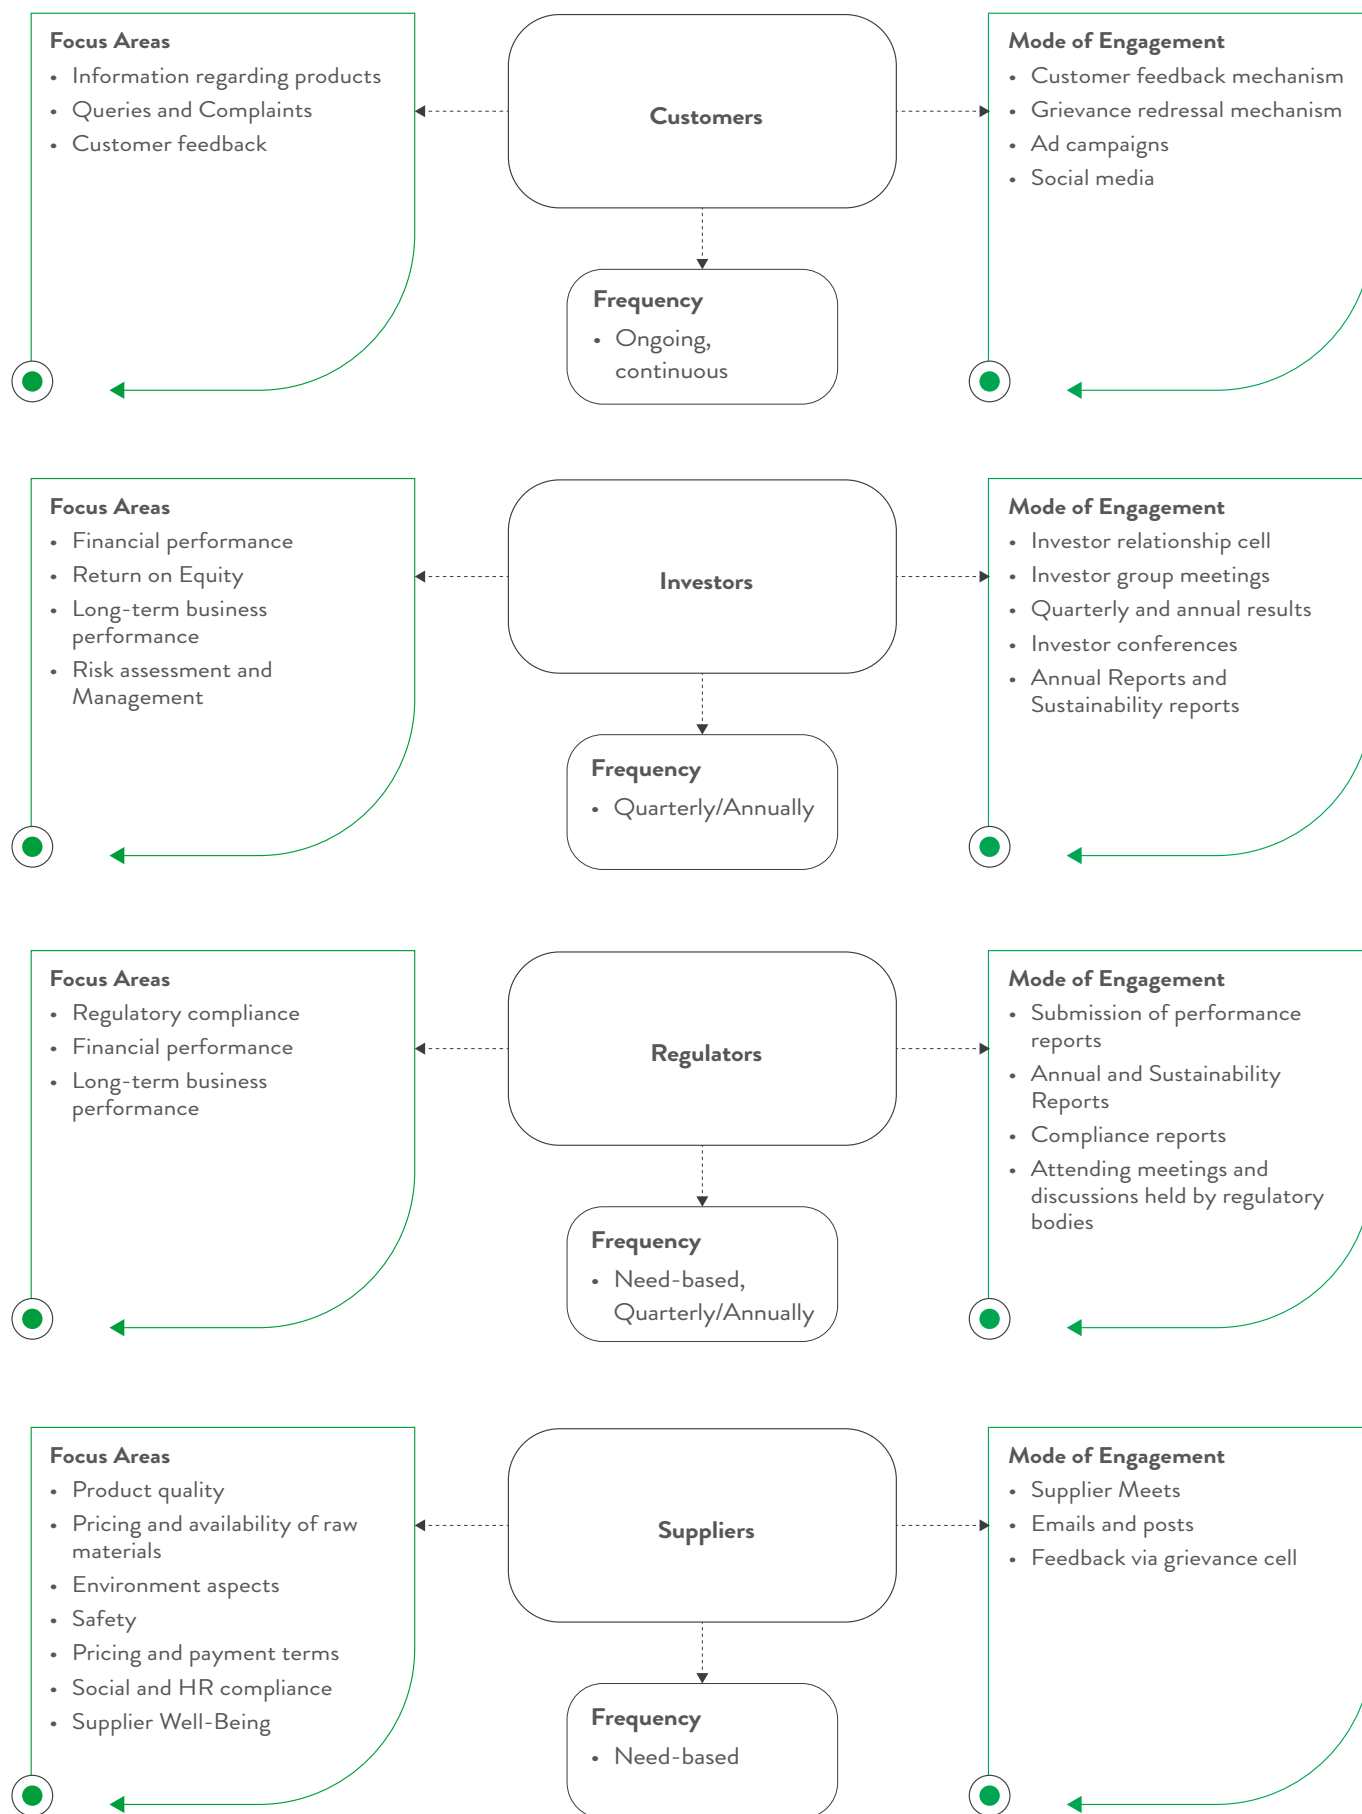 Focus Areas
• Information regarding products
• Queries and Complaints
• Customer feedback
Customers
Frequency
• Ongoing,
continuous
Mode of Engagement
• Customer feedback mechanism
• Grievance redressal mechanism
• Ad campaigns
• Social media
Focus Areas
• Financial performance
• Return on Equity
• Long-term business
performance
• Risk assessment and
Management
Investors
Frequency
• Quarterly/Annually
Mode of Engagement
• Investor relationship cell
• Investor group meetings
• Quarterly and annual results
• Investor conferences
• Annual Reports and
Sustainability reports
Focus Areas
• Regulatory compliance
• Financial performance
• Long-term business
performance
Regulators
Frequency
• Need-based,
Quarterly/Annually
Mode of Engagement
• Submission of performance
reports
• Annual and Sustainability
Reports
• Compliance reports
• Attending meetings and
discussions held by regulatory
bodies
Focus Areas
• Product quality
• Pricing and availability of raw
materials
• Environment aspects
• Safety
• Pricing and payment terms
• Social and HR compliance
• Supplier Well-Being
Suppliers
Frequency
• Need-based
Mode of Engagement
• Supplier Meets
• Emails and posts
• Feedback via grievance cell